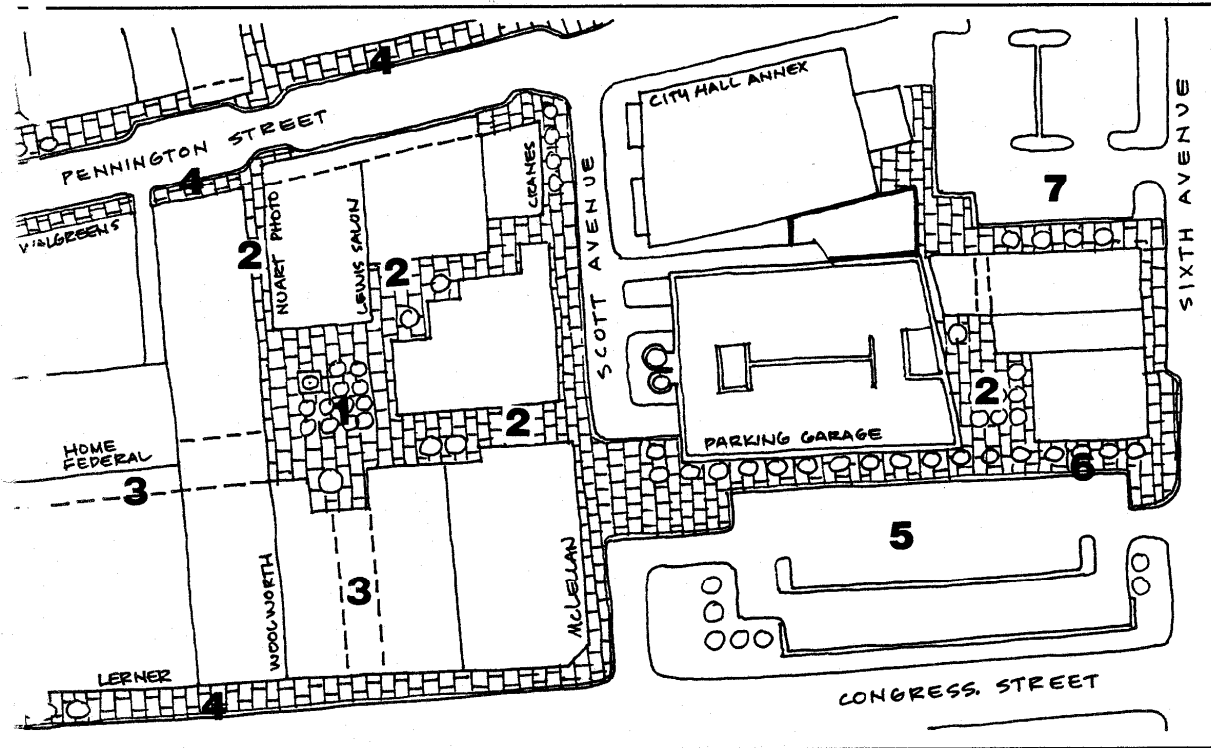 4
CITY HALL ANNEX
SIXTH AVENUE
PENNINGTON STREET
4
CRANES
SCOTT AVENUE
7
WALGREENS
2
NUART PHOTO
LEWIS SALON
2
1
2
2
HOME
FEDERAL
PARKING GARAGE
6
3
5
3
WOOLWORTH
MCLELLAN
LERNER
4
CONGRESS. STREET